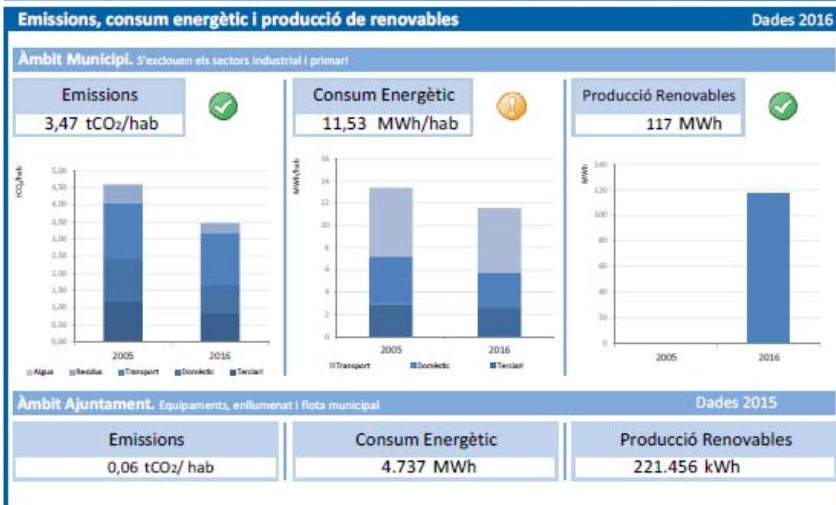 Emissions, consum energètic i producció de renovables Dades 2016
Àmbit Municipi. S'exclouen els sectors industrial i primari
Emissions
3,47 tCO2/hab
Consum Energètic
11,53 MWh/hab
Producció Renovables
117 MWh
tCO2/hab
5,00
4,50
4,00
3,50
3,00
2,50
2,00
1,50
1,00
0,50
0,00
2005 2016
Aigua Residus Transport Domèstic Terciari
MWh/hab
16
14
12
10
8
6
4
2
0
2005 2016
Transport Domèstic Terciari
MWh
140
120
100
80
60
40
20
0
2005 2016
Àmbit Ajuntament. Equipaments, enllumenat i flota municipal Dades 2015
Emissions
0,06 tCO2/ hab
Consum Energètic
4.737 MWh
Producció Renovables
221.456 kWh